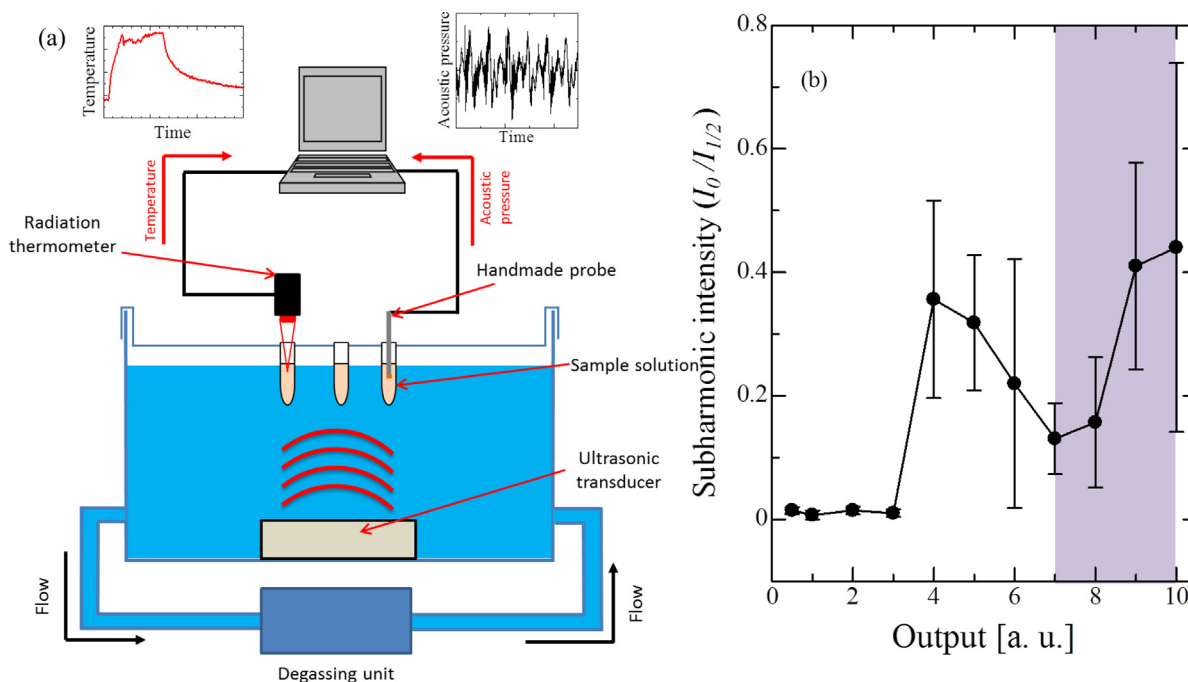 (a)
Temperature
Time
Acoustic pressure
Time
Temperature
Acoustic
pressure
Radiation
thermometer
Handmade probe
Sample solution
Ultrasonic
transducer
Flow
Flow
Degassing unit
(b)
Subharmonic intensity (I0/I1/2)
0.8
0.6
0.4
0.2
0
0
2
4
6
8
10
Output [a. u.]